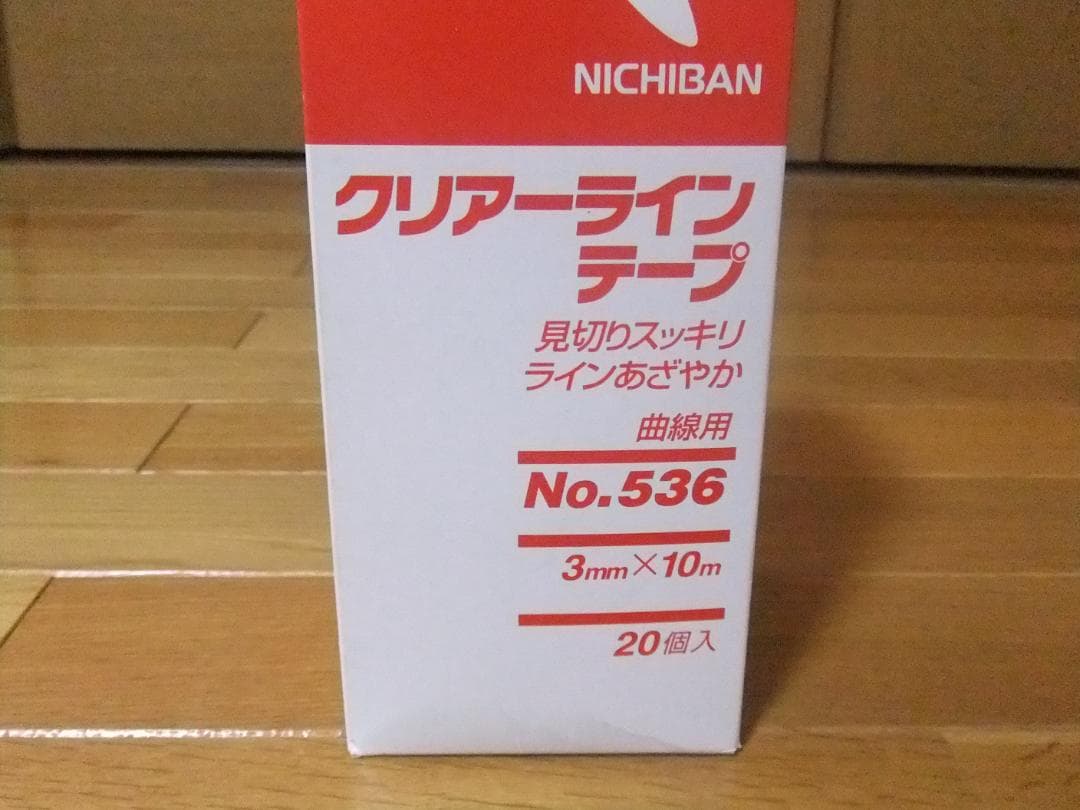 NICHIBAN
クリアーライン
テープ
見切りスッキリ
ラインあざやか
曲線用
No.536
3mm×10m
20個入